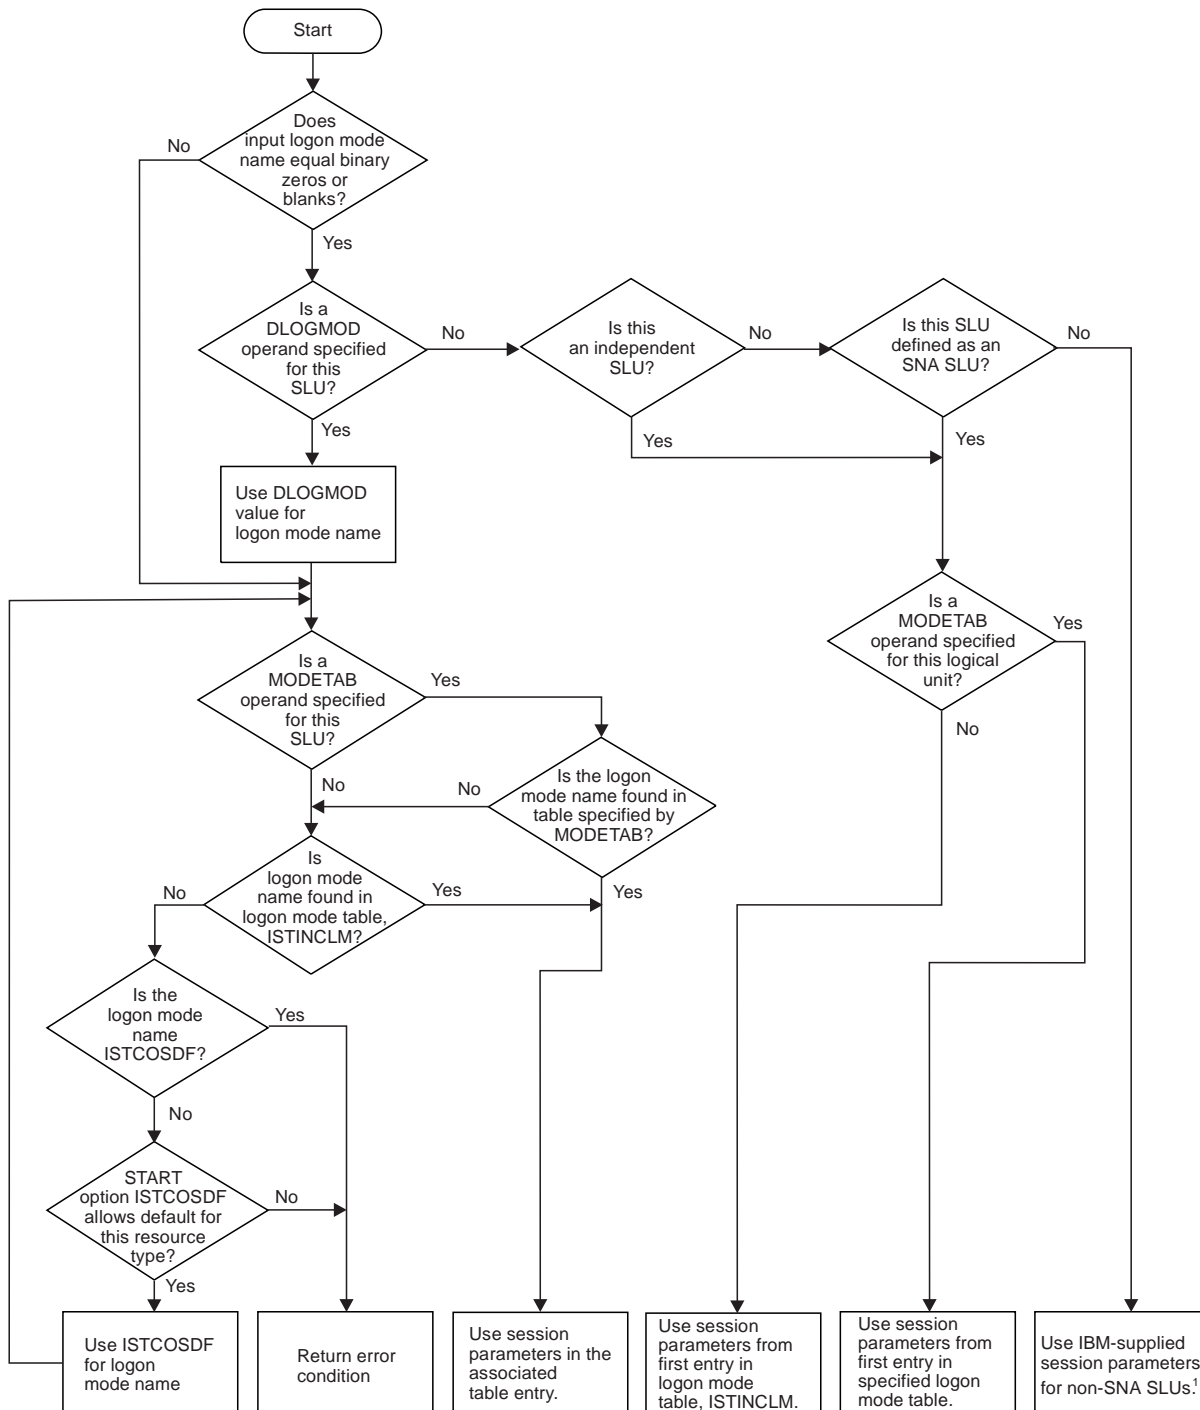 Start
Does
input logon mode
name equal binary
zeros or
blanks?
No
Yes
Is a
DLOGMOD
operand specified
for this
SLU?
No
Yes
Is this
an independent
SLU?
No
Yes
Is this SLU
defined as an
SNA SLU?
No
Yes
Use DLOGMOD
value for
logon mode name
Is a
MODETAB
operand specified
for this logical
unit?
Yes
No
Is a
MODETAB
operand specified
for this
SLU?
Yes
No
Is the logon
mode name found in
table specified by
MODETAB?
No
Yes
Is
logon mode
name found in
logon mode table,
ISTINCLM?
No
Yes
Is the
logon mode
name
ISTCOSDF?
Yes
No
START
option ISTCOSDF
allows default for
this resource
type?
No
Yes
Use ISTCOSDF
for logon
mode name
Return error
condition
Use session
parameters in the
associated
table entry.
Use session
parameters from
first entry in
logon mode
table, ISTINCLM.
Use session
parameters from
first entry in
specified logon
mode table.
Use IBM-supplied
session parameters
for non-SNA SLUs.¹